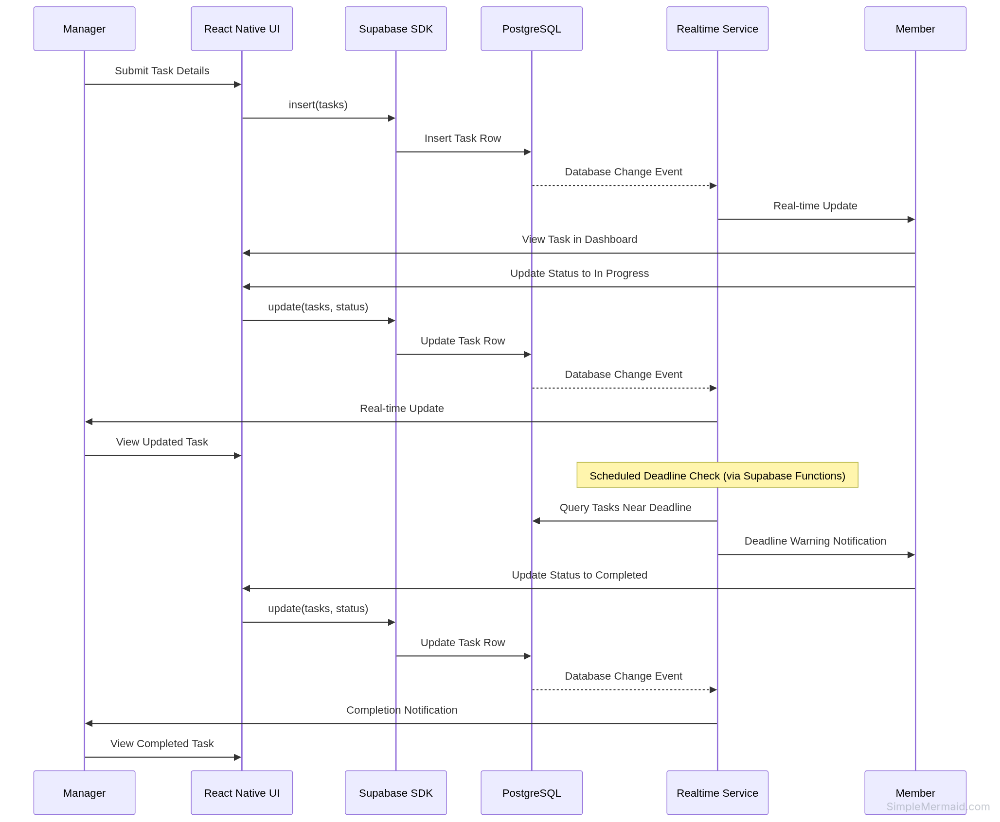 Manager
React Native UI
Supabase SDK
PostgreSQL
Realtime Service
Member
Submit Task Details
insert(tasks)
Insert Task Row
Database Change Event
Real-time Update
View Task in Dashboard
Update Status to In Progress
update(tasks, status)
Update Task Row
Database Change Event
Real-time Update
View Updated Task
Scheduled Deadline Check (via Supabase Functions)
Query Tasks Near Deadline
Deadline Warning Notification
Update Status to Completed
update(tasks, status)
Update Task Row
Database Change Event
Completion Notification
View Completed Task
Manager
React Native UI
Supabase SDK
PostgreSQL
Realtime Service
Member
SimpleMermaid.com